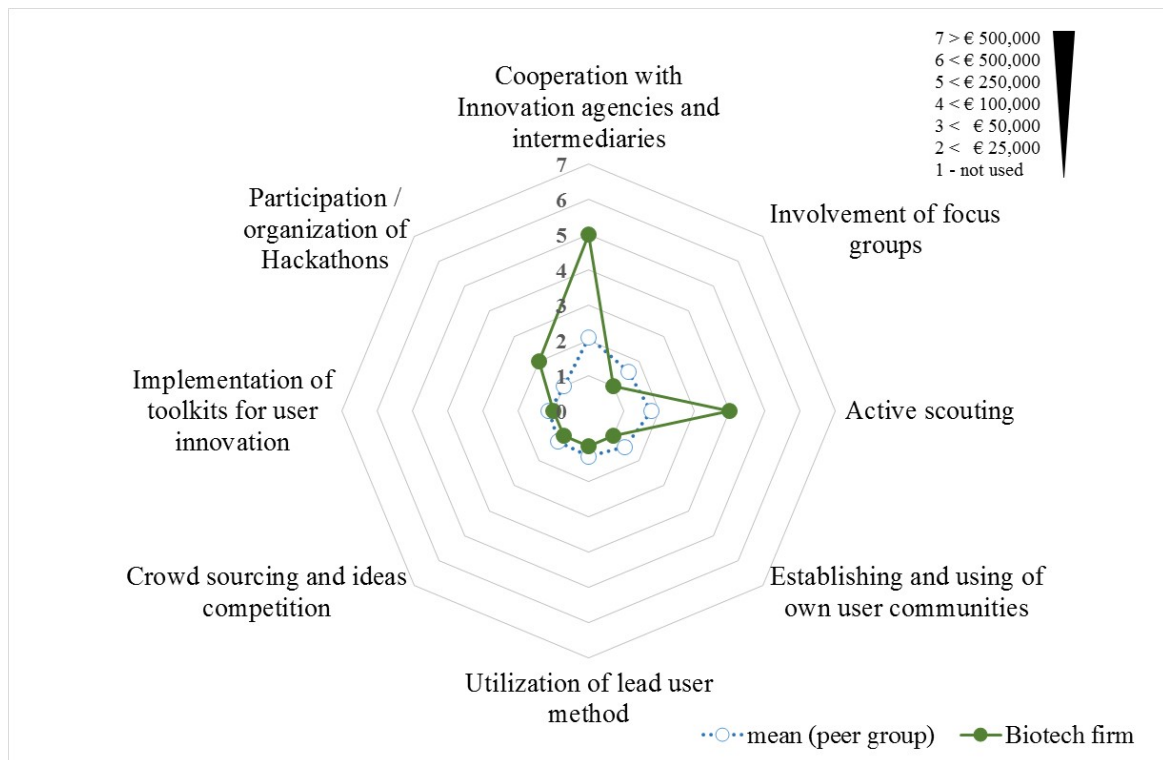 7 > € 500,000
6 < € 500,000
5 < € 250,000
4 < € 100,000
3 < € 50,000
2 < € 25,000
1 - not used
Cooperation with
Innovation agencies and
intermediaries
Involvement of focus
groups
Active scouting
Establishing and using of
own user communities
Utilization of lead user
method
Crowd sourcing and ideas
competition
Implementation of
toolkits for user
innovation
Participation /
organization of
Hackathons
7
6
5
4
3
2
1
0
mean (peer group)
Biotech firm